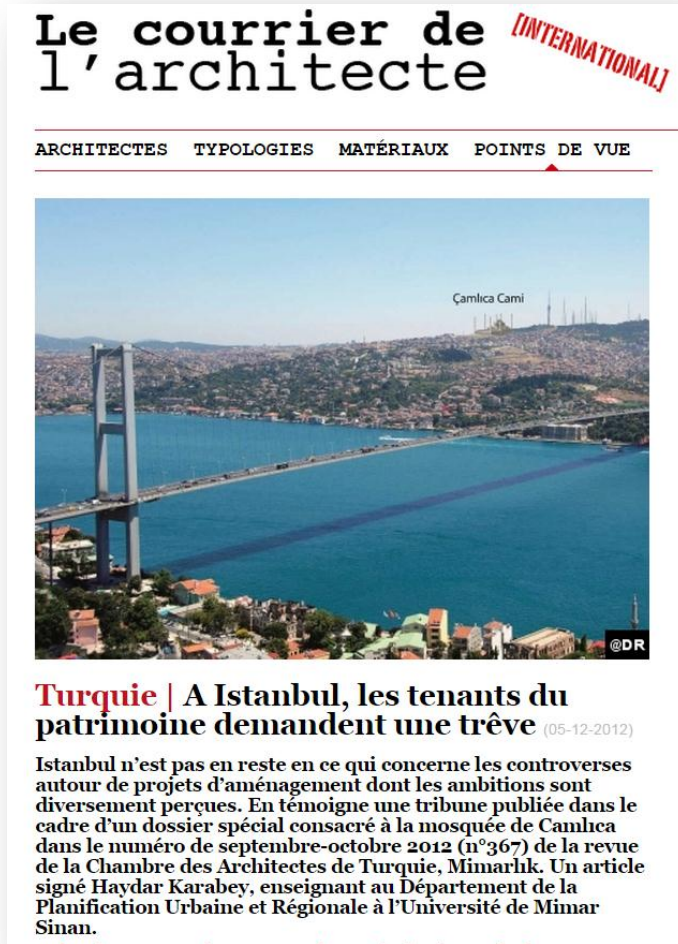 Le courrier de
l'architecte
[INTERNATIONAL]
ARCHITECTES TYPOLOGIES MATÉRIAUX POINTS DE VUE
Çamlıca Cami
@DR
Turquie | A Istanbul, les tenants du
patrimoine demandent une trêve (05-12-2012)
Istanbul n'est pas en reste en ce qui concerne les controverses
autour de projets d'aménagement dont les ambitions sont
diversement perçues. En témoigne une tribune publiée dans le
cadre d'un dossier spécial consacré à la mosquée de Camlıca
dans le numéro de septembre-octobre 2012 (n°367) de la revue
de la Chambre des Architectes de Turquie, Mimarlık. Un article
signé Haydar Karabey, enseignant au Département de la
Planification Urbaine et Régionale à l'Université de Mimar
Sinan.